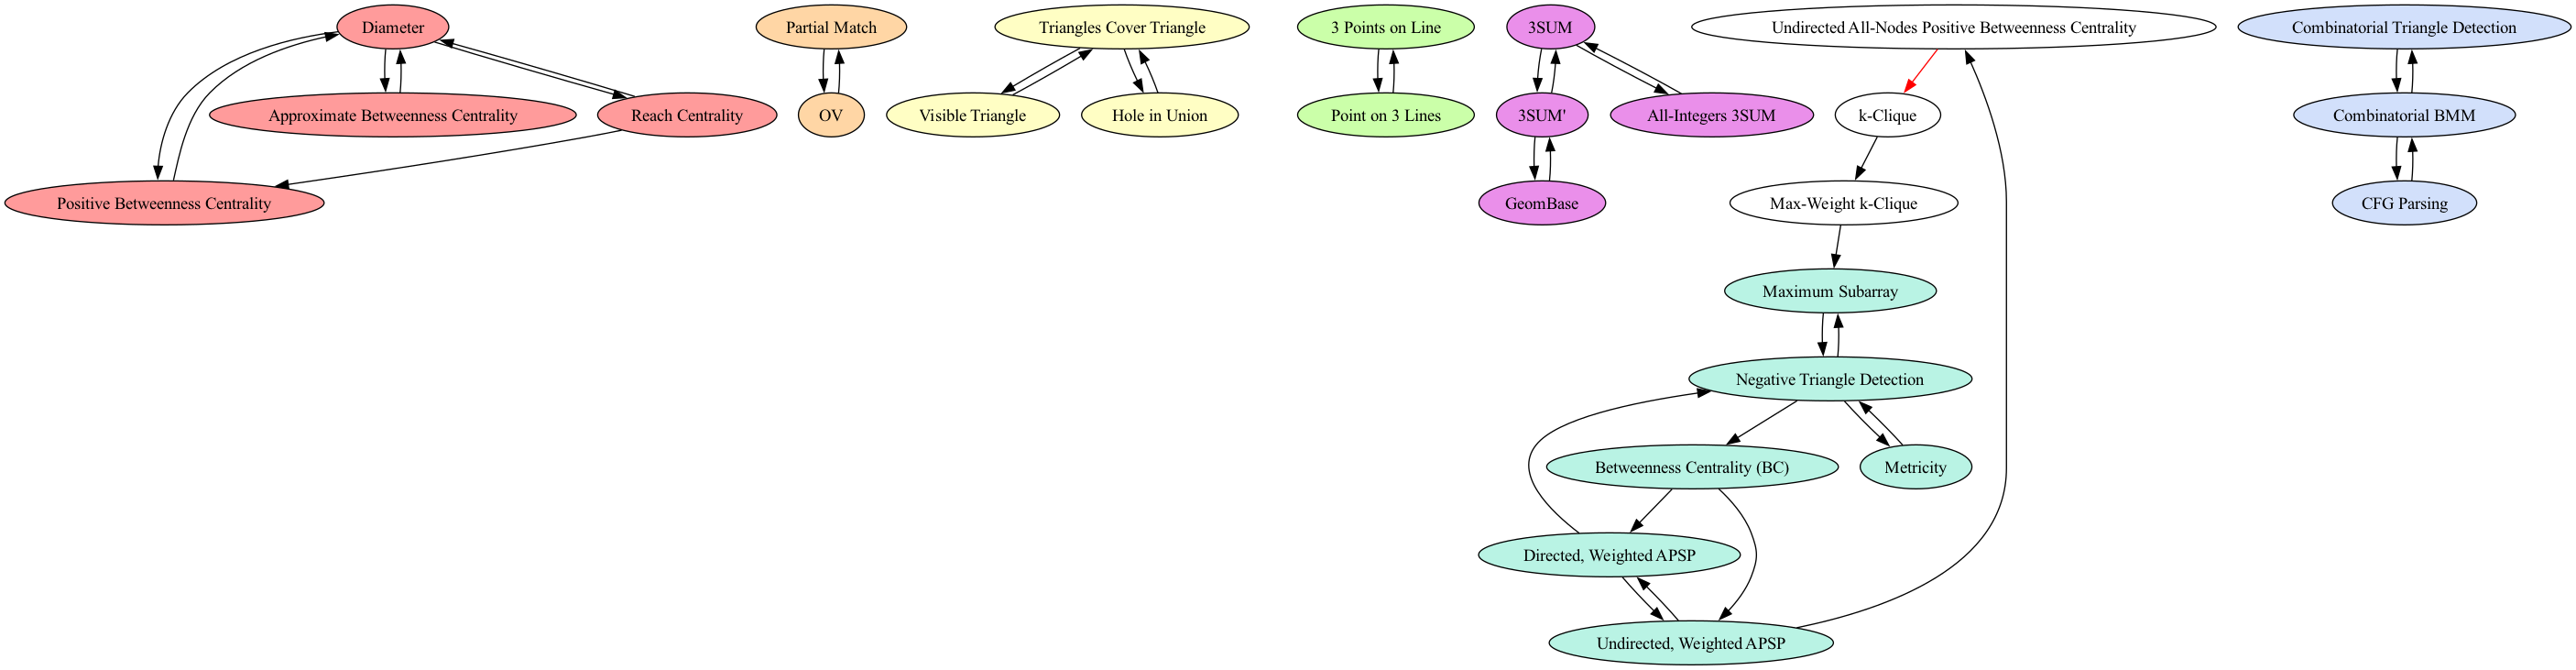 Diameter
Partial Match
Triangles Cover Triangle
3 Points on Line
3SUM
Undirected All-Nodes Positive Betweenness Centrality
Combinatorial Triangle Detection
Approximate Betweenness Centrality
Reach Centrality
OV
Visible Triangle
Hole in Union
Point on 3 Lines
3SUM'
All-Integers 3SUM
k-Clique
Combinatorial BMM
Positive Betweenness Centrality
GeomBase
Max-Weight k-Clique
CFG Parsing
Maximum Subarray
Negative Triangle Detection
Betweenness Centrality (BC)
Metricity
Directed, Weighted APSP
Undirected, Weighted APSP